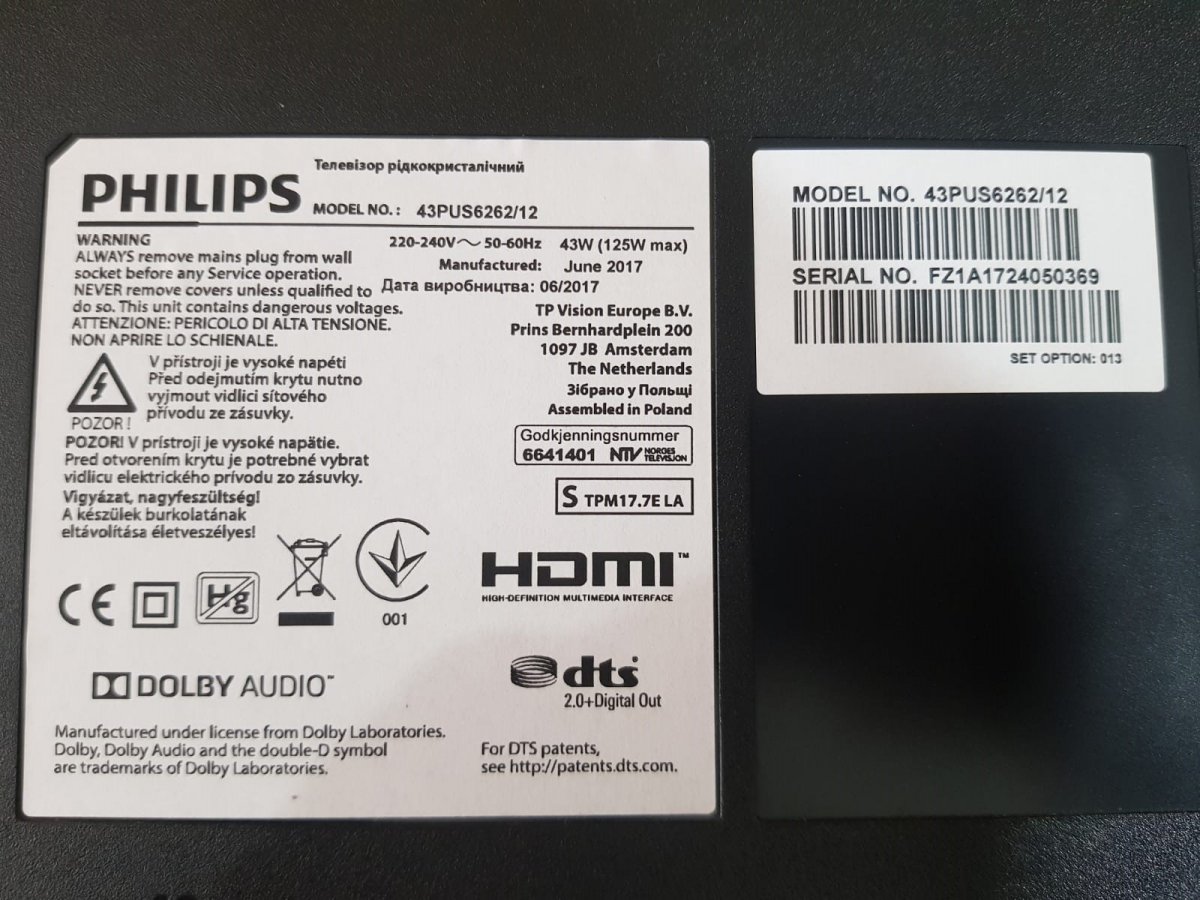 Телевізор рідкокристалічний
PHILIPS
MODEL NO. : 43PUS6262/12
WARNING
ALWAYS remove mains plug from wall
socket before any Service operation.
NEVER remove covers unless qualified to
do so. This unit contains dangerous voltages.
ATTENZIONE: PERICOLO DI ALTA TENSIONE.
NON APRIRE LO SCHIENALE.
V přístroji je vysoké napětí
Před odejmutím krytu nutno
vyjmout vidlici sítového
přívodu ze zásuvky.
POZOR !
POZOR! V prístroji je vysoké napätie.
Pred otvorením krytu je potrebné vybrat
vidlicu elektrického prívodu zo zásuvky.
Vigyázat, nagyfeszültség!
A készülek burkolatának
eltávolítása életveszélyes!
220-240V～ 50-60Hz 43W (125W max)
Manufactured: June 2017
Дата виробництва: 06/2017
TP Vision Europe B.V.
Prins Bernhardplein 200
1097 JB Amsterdam
The Netherlands
Зібрано у Польщі
Assembled in Poland
Godkjenningsnummer
6641401 NTV NORGES TELEVISJON
S TPM17.7E LA
CE
Hg
001
HDMI™
HIGH-DEFINITION MULTIMEDIA INTERFACE
DOLBY AUDIO™
dts
2.0+Digital Out
Manufactured under license from Dolby Laboratories.
Dolby, Dolby Audio and the double-D symbol
are trademarks of Dolby Laboratories.
For DTS patents,
see http://patents.dts.com.
MODEL NO. 43PUS6262/12
SERIAL NO. FZ1A1724050369
SET OPTION: 013